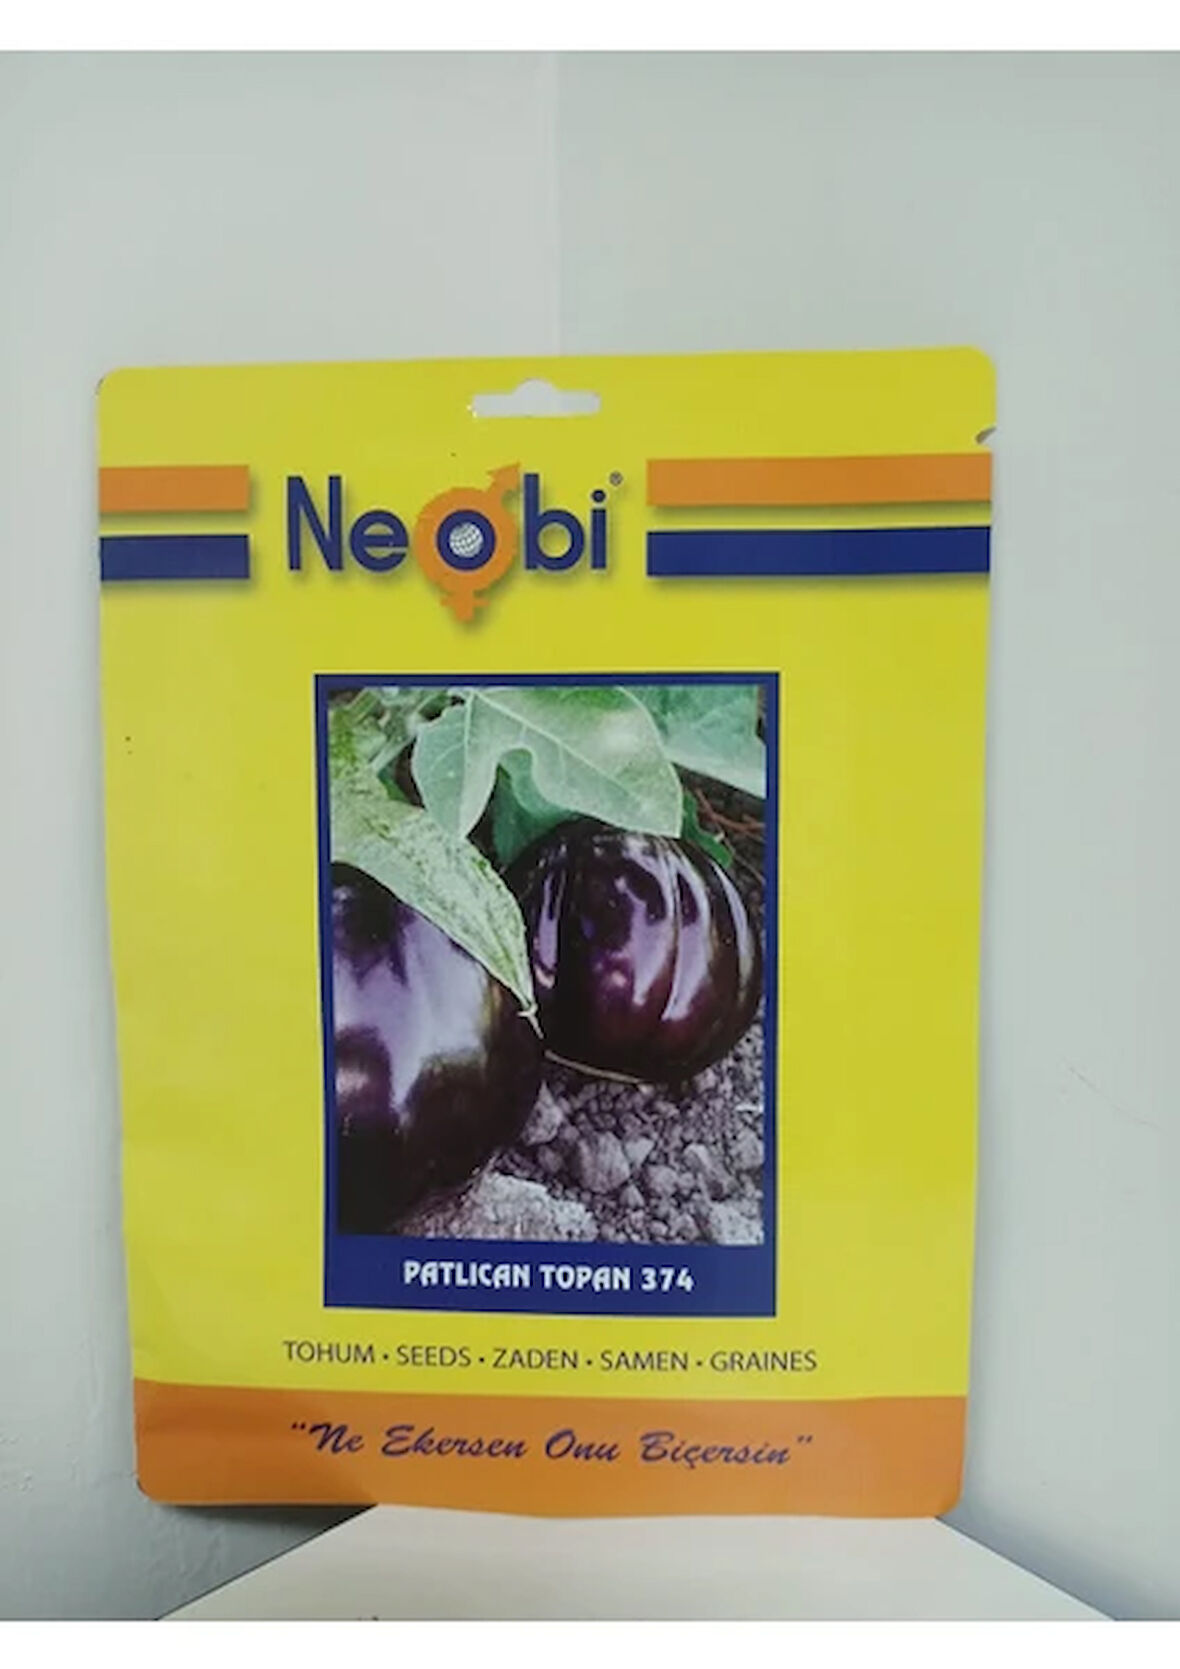 Neobi®
PATLICAN TOPAN 374
TOHUM • SEEDS • ZADEN • SAMEN • GRAINES
“Ne Ekersen Onu Biçersin”